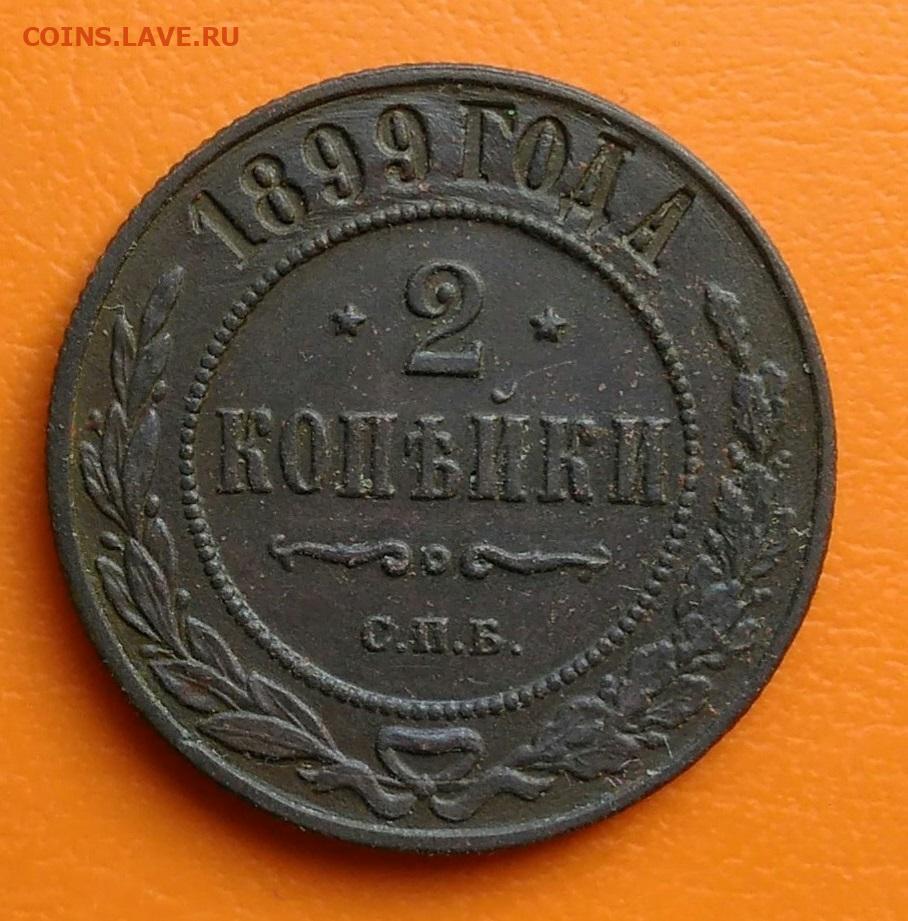 COINS.LAVE.RU
1899 ГОДА
2
КОПѢЙКИ
С.П.Б.